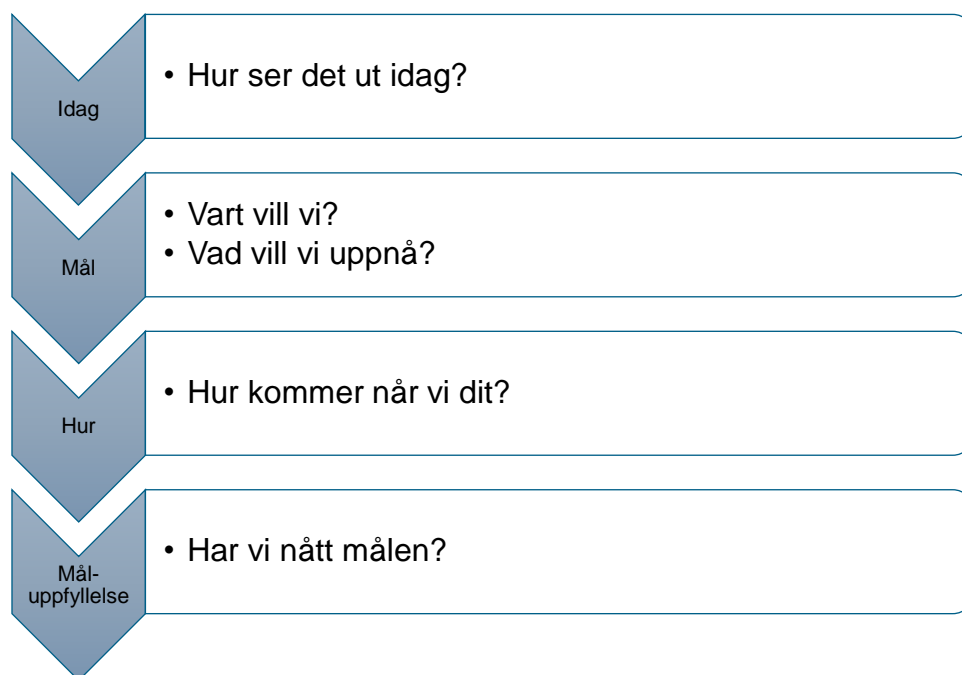 Idag
• Hur ser det ut idag?
Mål
• Vart vill vi?
• Vad vill vi uppnå?
Hur
• Hur kommer når vi dit?
Mål-
uppfyllelse
• Har vi nått målen?